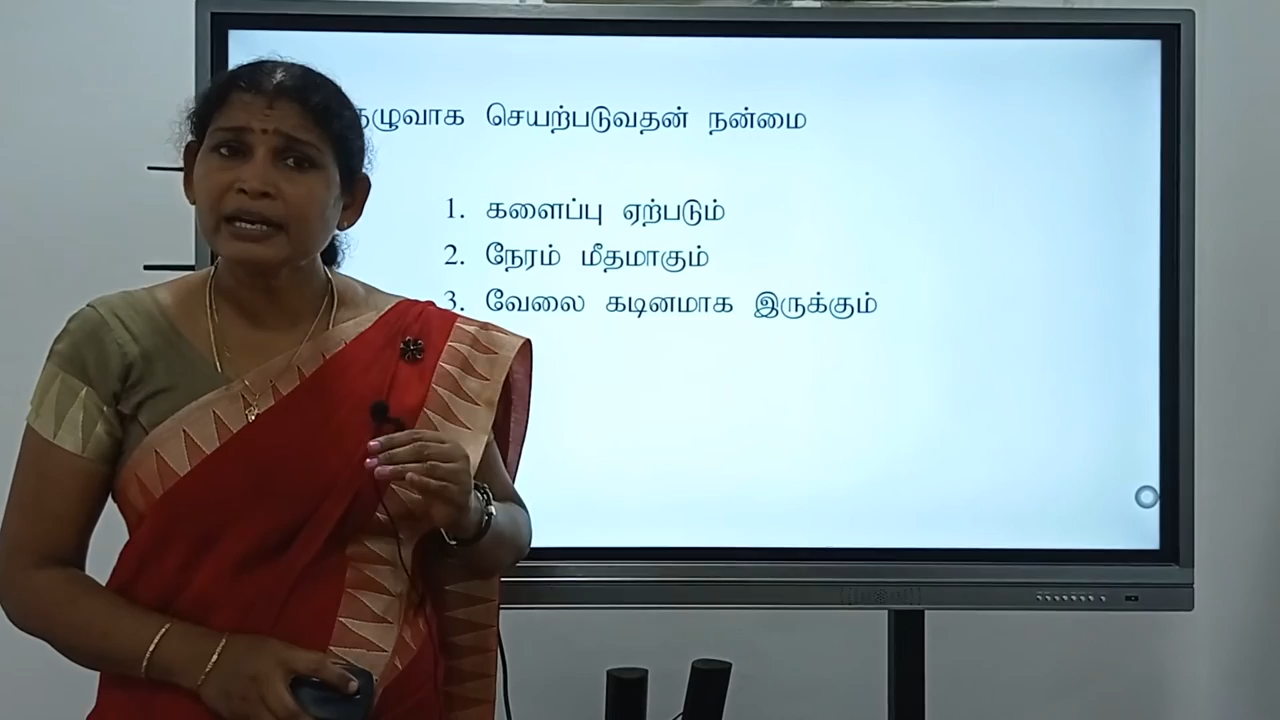 செயற்படுவதன் நன்மை
1. களைப்பு ஏற்படும்
2. நேரம் மீதமாகும்
3. வேலை கடினமாக இருக்கும்